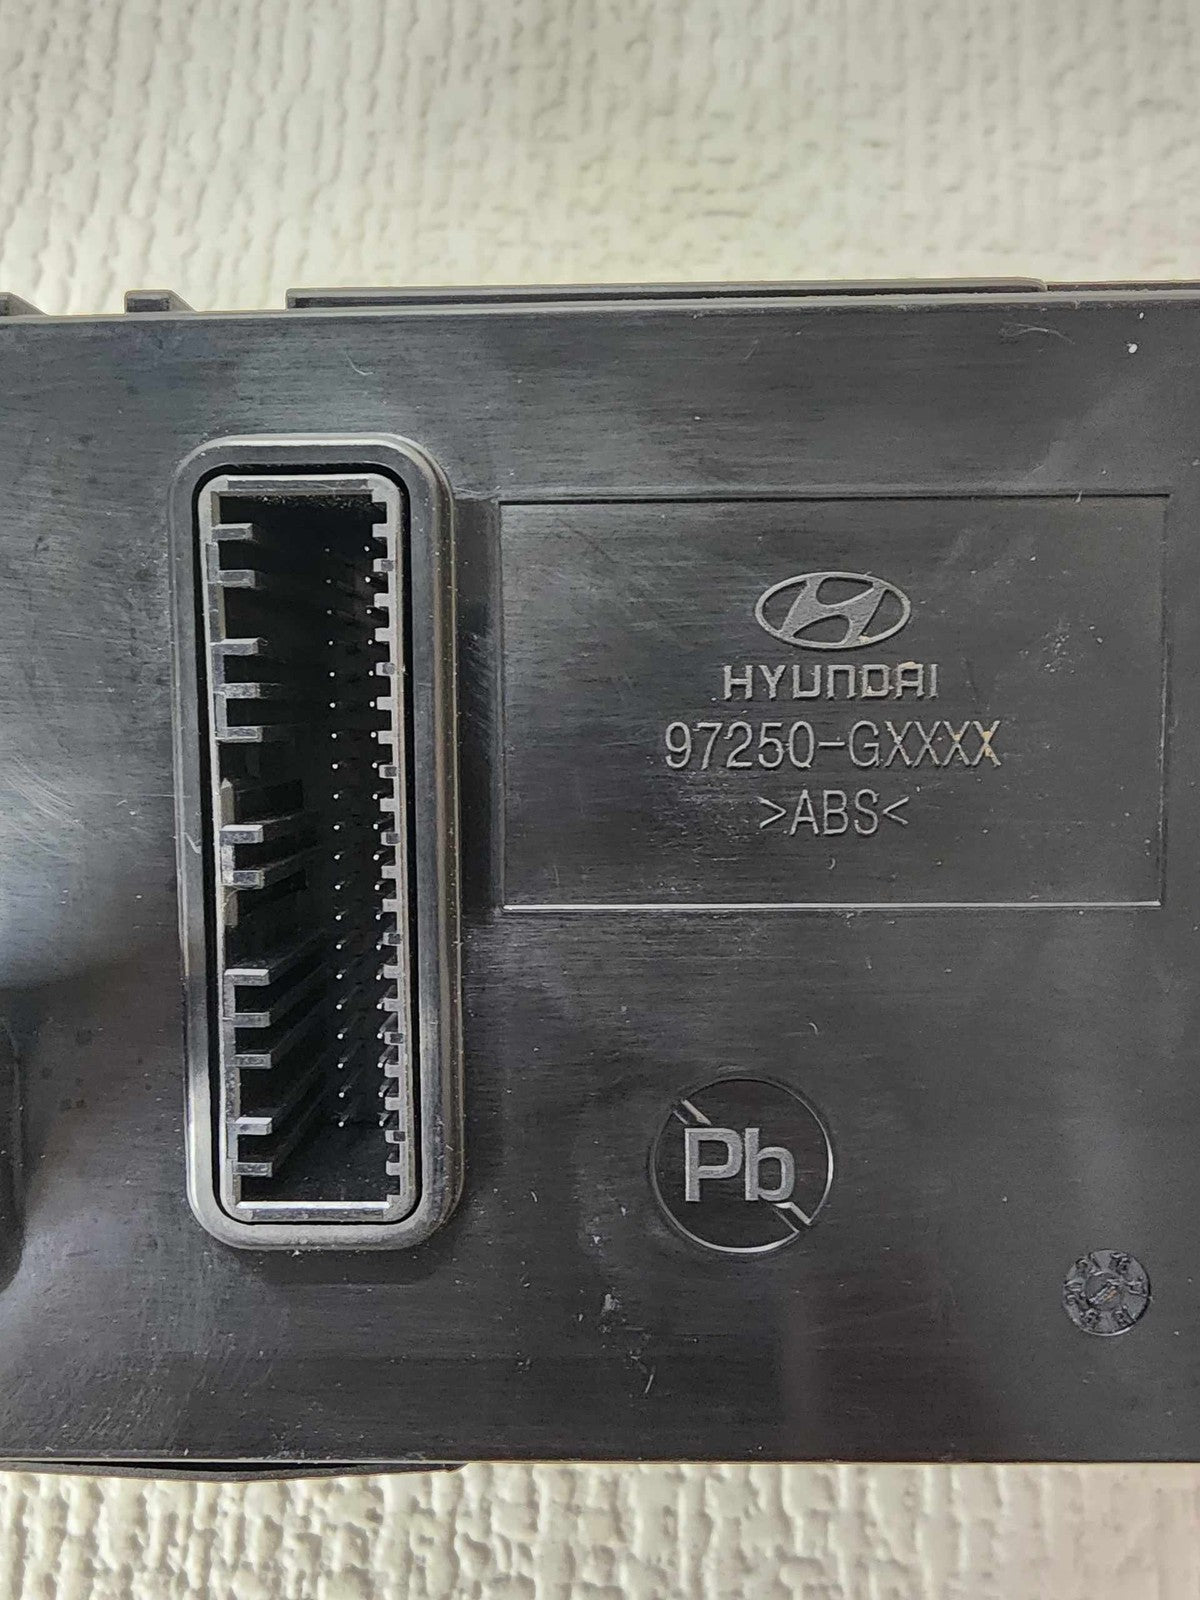 HYUNDAI
97250-GXXXX
>ABS<
Pb